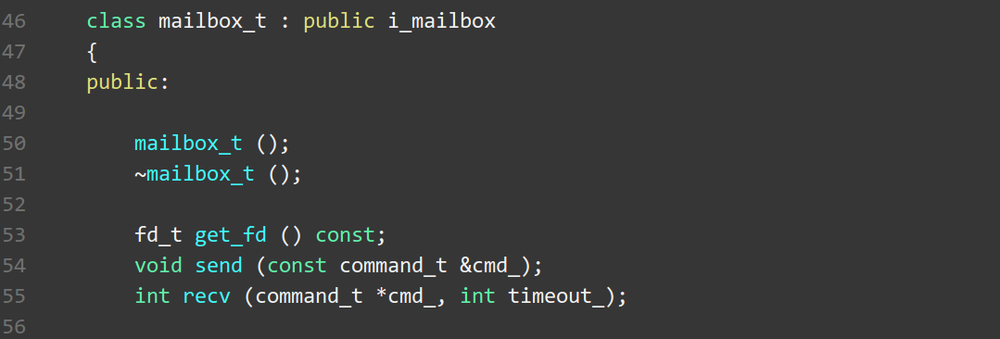 46 class mailbox_t : public i_mailbox
47 {
48 public:
49
50 mailbox_t ();
51 ~mailbox_t ();
52
53 fd_t get_fd () const;
54 void send (const command_t &cmd_);
55 int recv (command_t *cmd_, int timeout_);
56